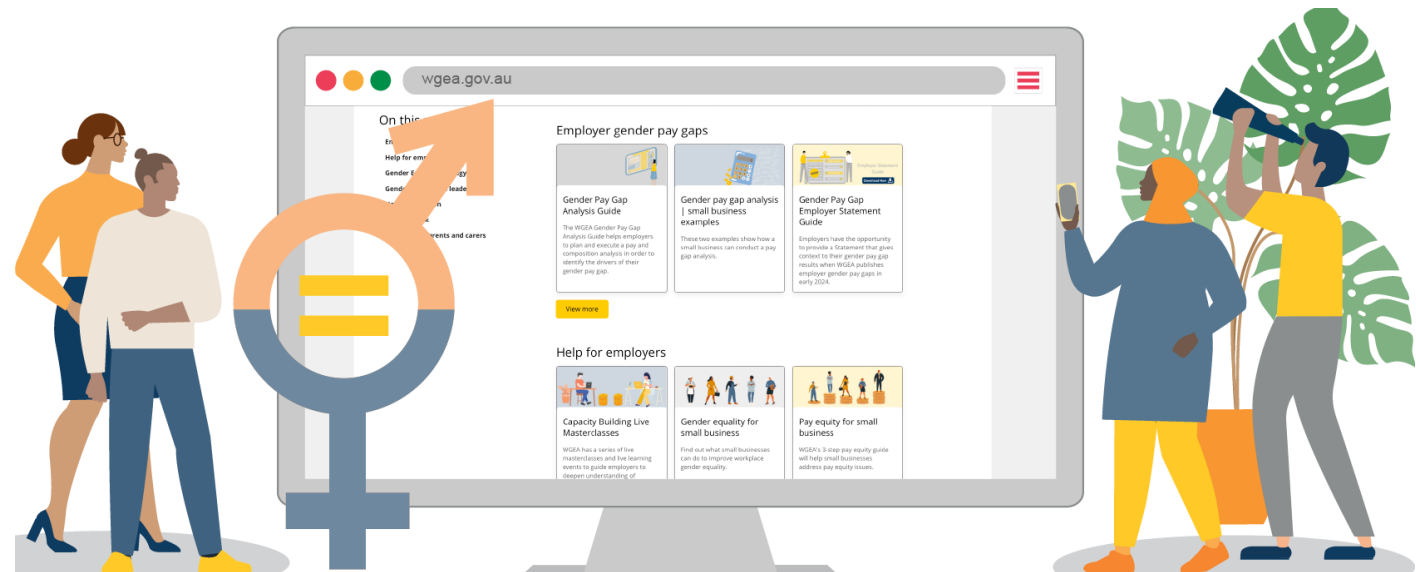 wgea.gov.au
On this
Help for emp
Gender E
Gend
leade
parents and carers
Employer gender pay gaps
Gender Pay Gap
Analysis Guide
The WGEA Gender Pay Gap
Analysis Guide helps employers
to plan and execute a pay and
composition analysis in order to
identify the drivers of their
gender pay gap.
Gender pay gap analysis
| small business
examples
These two examples show how a
small business can conduct a pay
gap analysis.
Employer Statement
Guide
Download Now
Gender Pay Gap
Employer Statement
Guide
Employers have the opportunity
to provide a Statement that gives
context to their gender pay gap
results when WGEA publishes
employer gender pay gaps in
early 2024.
View more
Help for employers
Capacity Building Live
Masterclasses
WGEA has a series of live
masterclasses and live learning
events to guide employers to
deepen understanding of
Gender equality for
small business
Find out what small businesses
can do to improve workplace
gender equality.
Pay equity for small
business
WGEA's 3-step pay equity guide
will help small businesses
address pay equity issues.